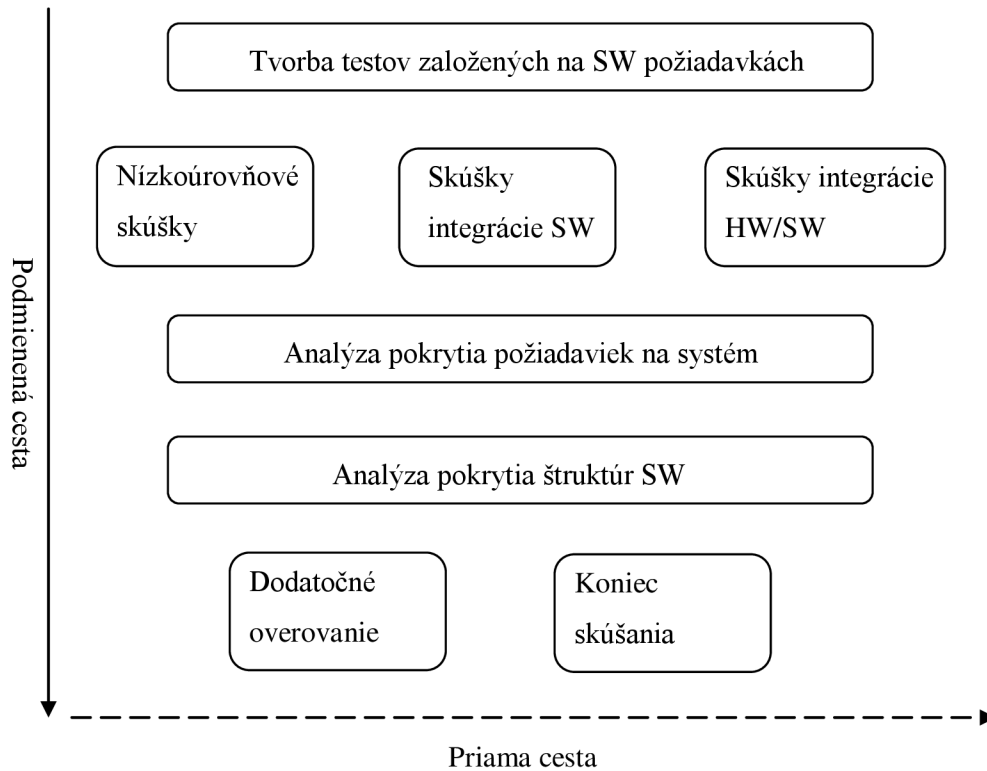 Tvorba testov založených na SW požiadavkách
Nízkoúrovňové
skúšky
Skúšky
integrácie SW
Skúšky integrácie
HW/SW
Podmienená cesta
Analýza pokrytia požiadaviek na systém
Analýza pokrytia štruktúr SW
Dodatočné
overovanie
Koniec
skúšania
Priama cesta